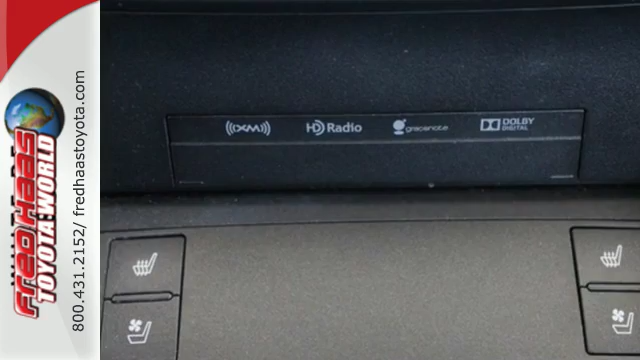 FRED HAAS
TOYOTA WORLD
800.431.2152/ fredhaastoyota.com
((XM))
HD Radio
gracenote
DOLBY
DIGITAL